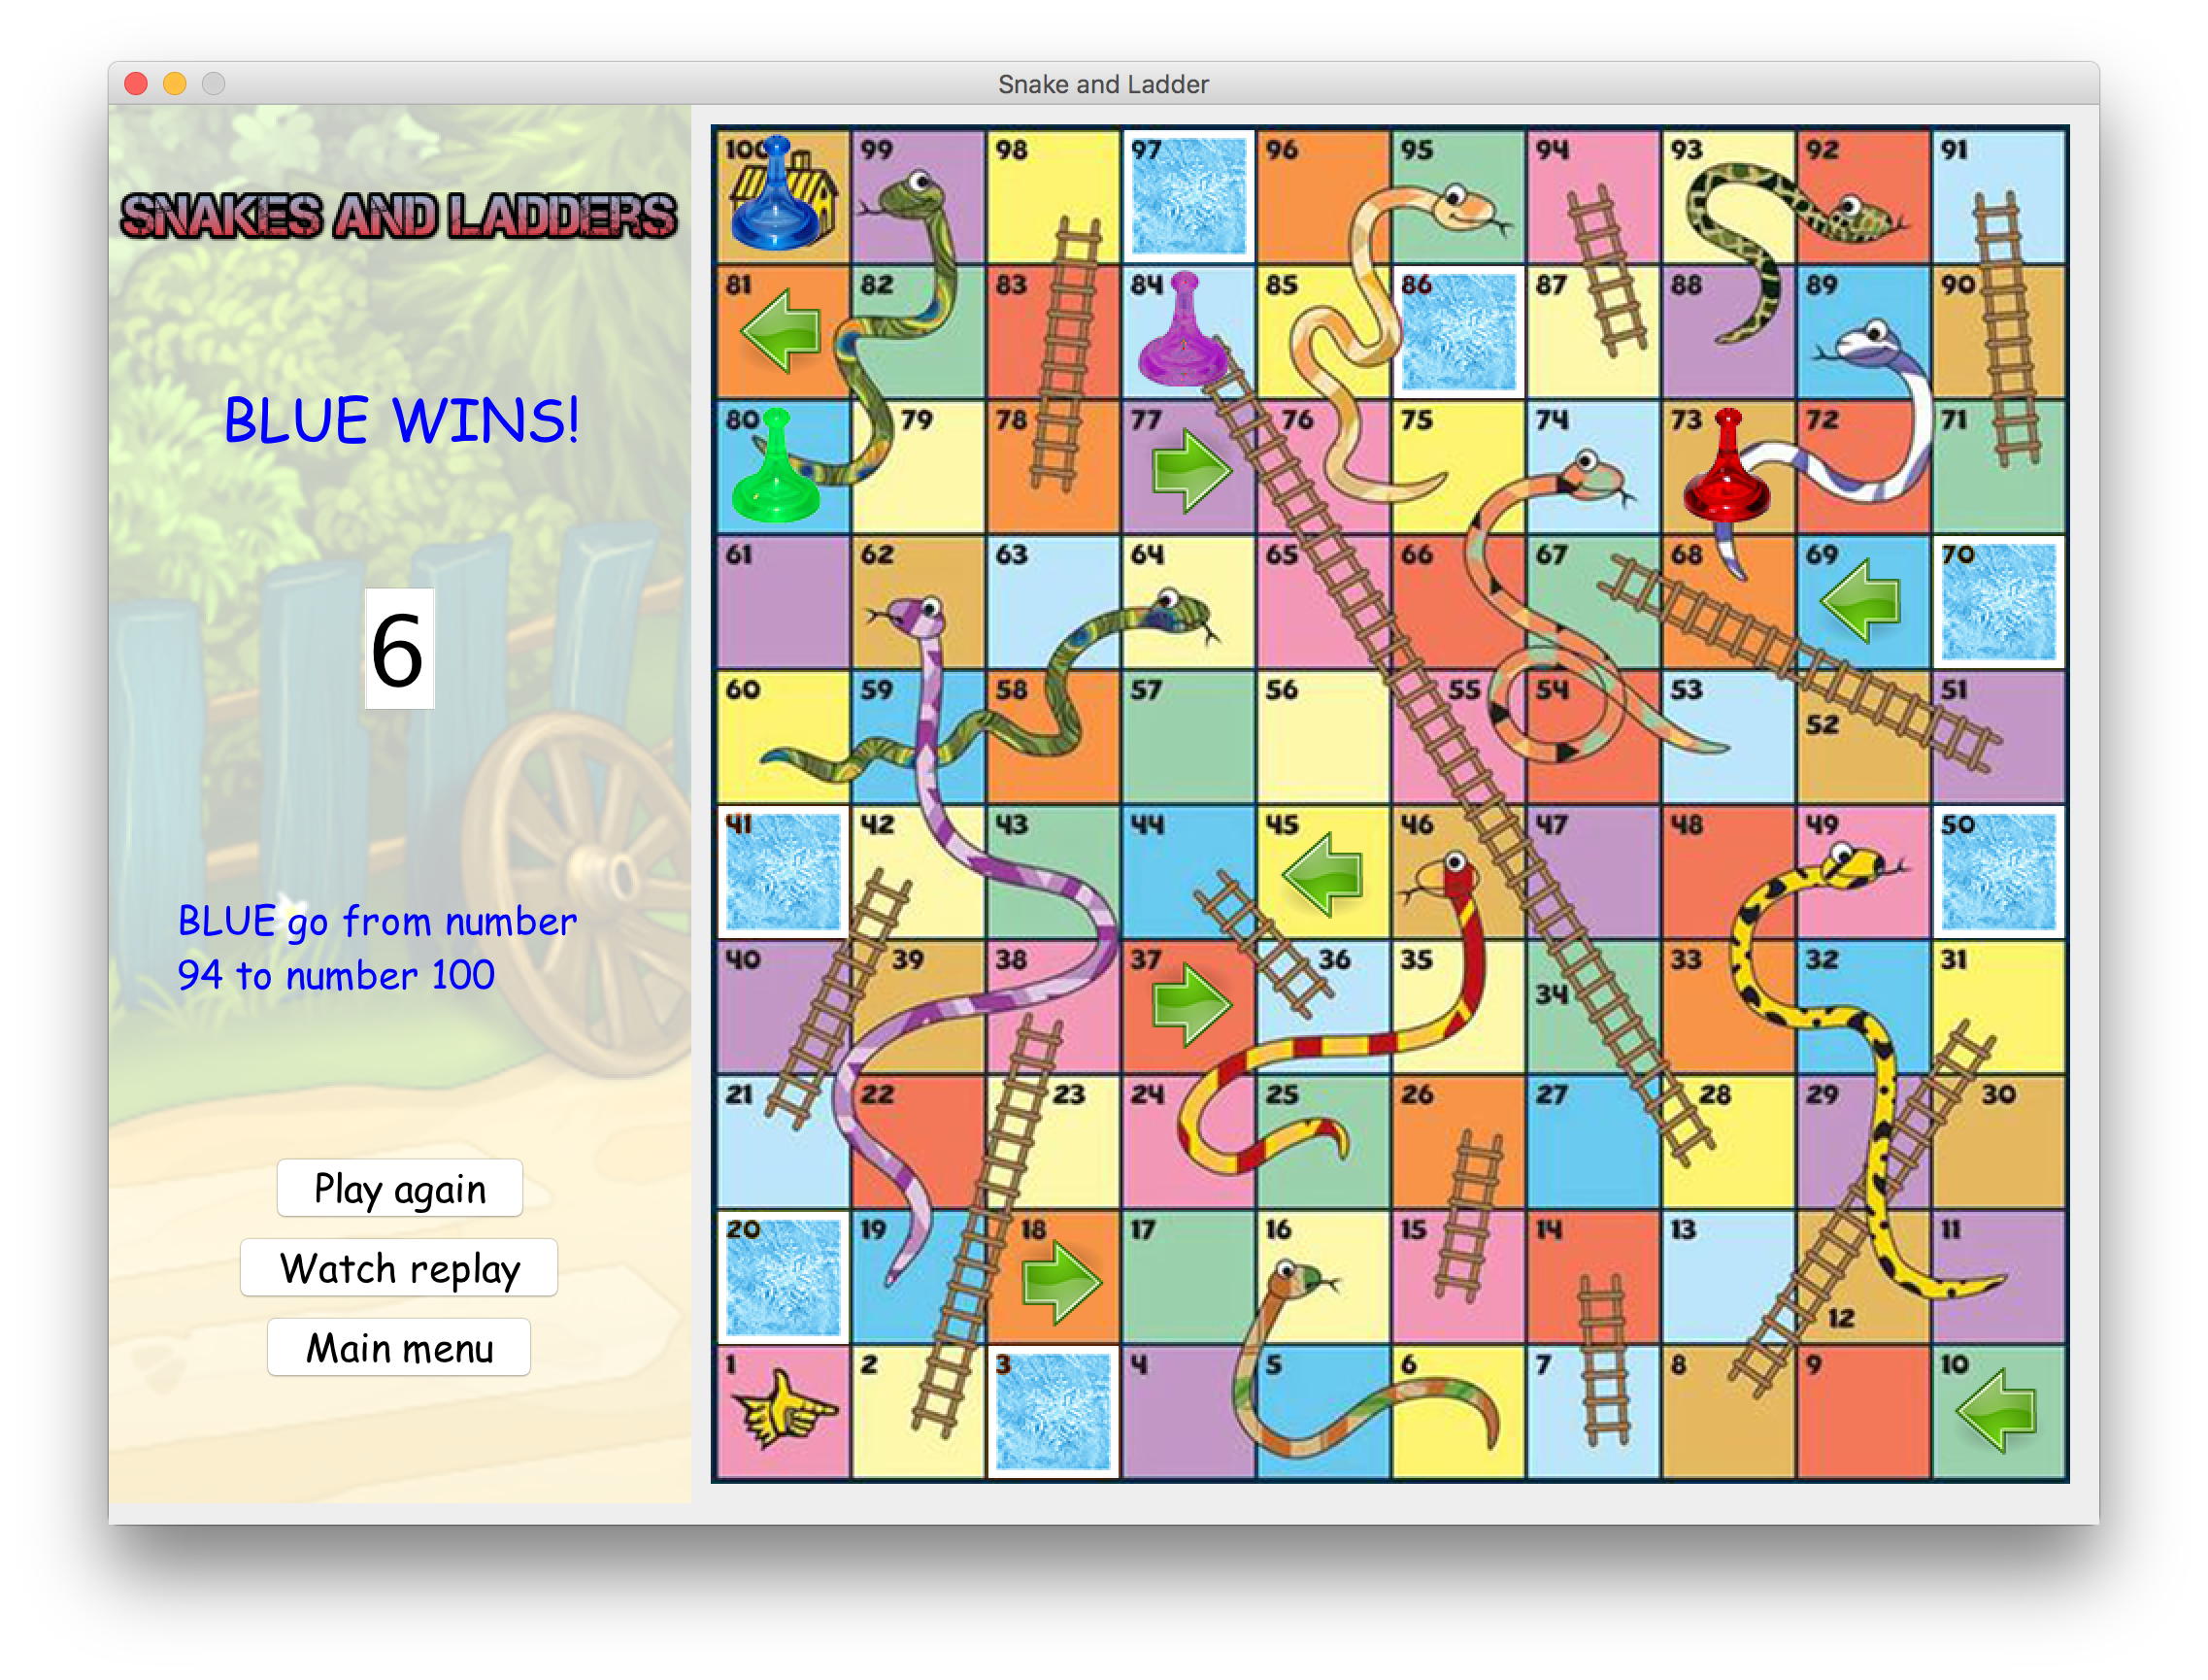 Snake and Ladder
SNAKES AND LADDERS
BLUE WINS!
6
BLUE go from number
94 to number 100
Play again
Watch replay
Main menu
100 99 98 97 96 95 94 93 92 91
81 82 83 84 85 86 87 88 89 90
80 79 78 77 76 75 74 73 72 71
61 62 63 64 65 66 67 68 69 70
60 59 58 57 56 55 54 53 52 51
41 42 43 44 45 46 47 48 49 50
40 39 38 37 36 35 34 33 32 31
21 22 23 24 25 26 27 28 29 30
20 19 18 17 16 15 14 13 12 11
1 2 3 4 5 6 7 8 9 10